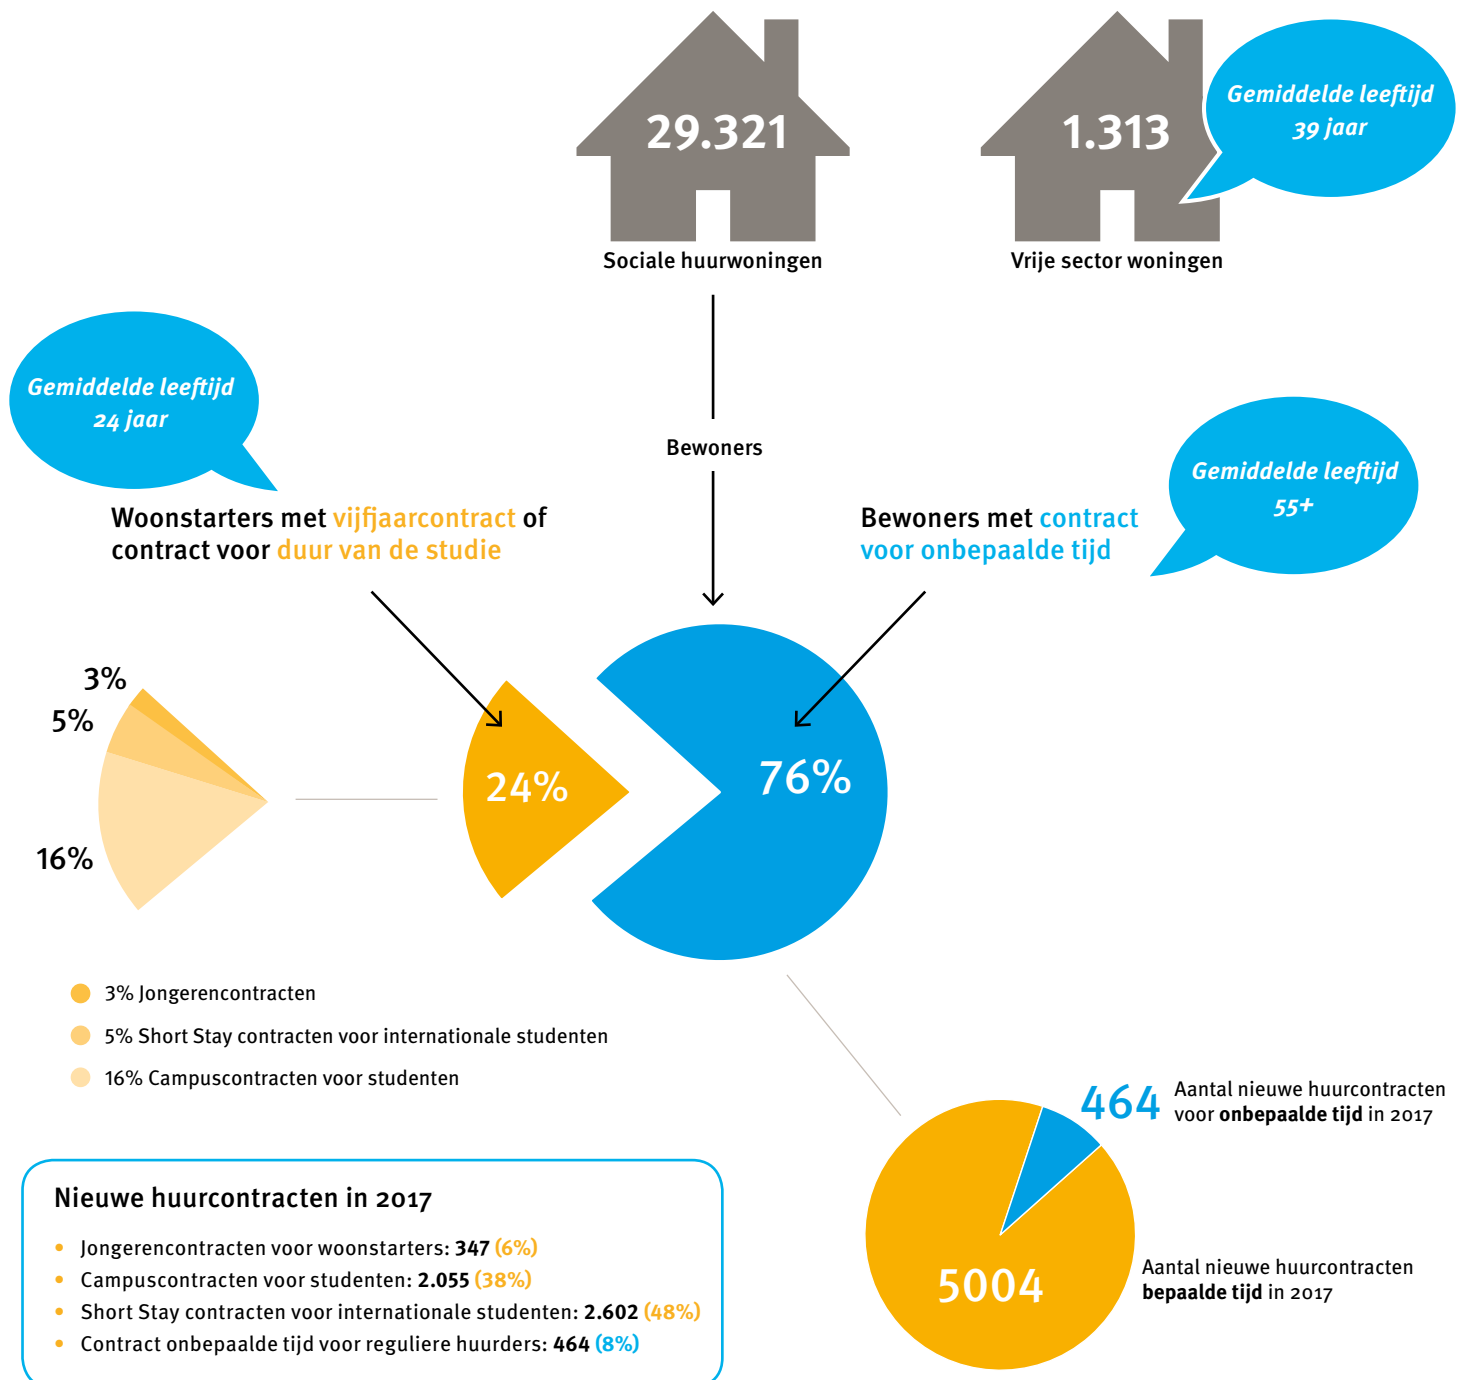 29.321
1.313
Gemiddelde leeftijd
39 jaar
Sociale huurwoningen
Vrije sector woningen
Gemiddelde leeftijd
24 jaar
Bewoners
Gemiddelde leeftijd
55+
Woonstarters met vijfjaarcontract of
contract voor duur van de studie
Bewoners met contract
voor onbepaalde tijd
3%
5%
16%
24%
76%
3% Jongerencontracten
5% Short Stay contracten voor internationale studenten
16% Campuscontracten voor studenten
464
Aantal nieuwe huurcontracten
voor onbepaalde tijd in 2017
5004
Aantal nieuwe huurcontracten
bepaalde tijd in 2017
Nieuwe huurcontracten in 2017
• Jongerencontracten voor woonstarters: 347 (6%)
• Campuscontracten voor studenten: 2.055 (38%)
• Short Stay contracten voor internationale studenten: 2.602 (48%)
• Contract onbepaalde tijd voor reguliere huurders: 464 (8%)